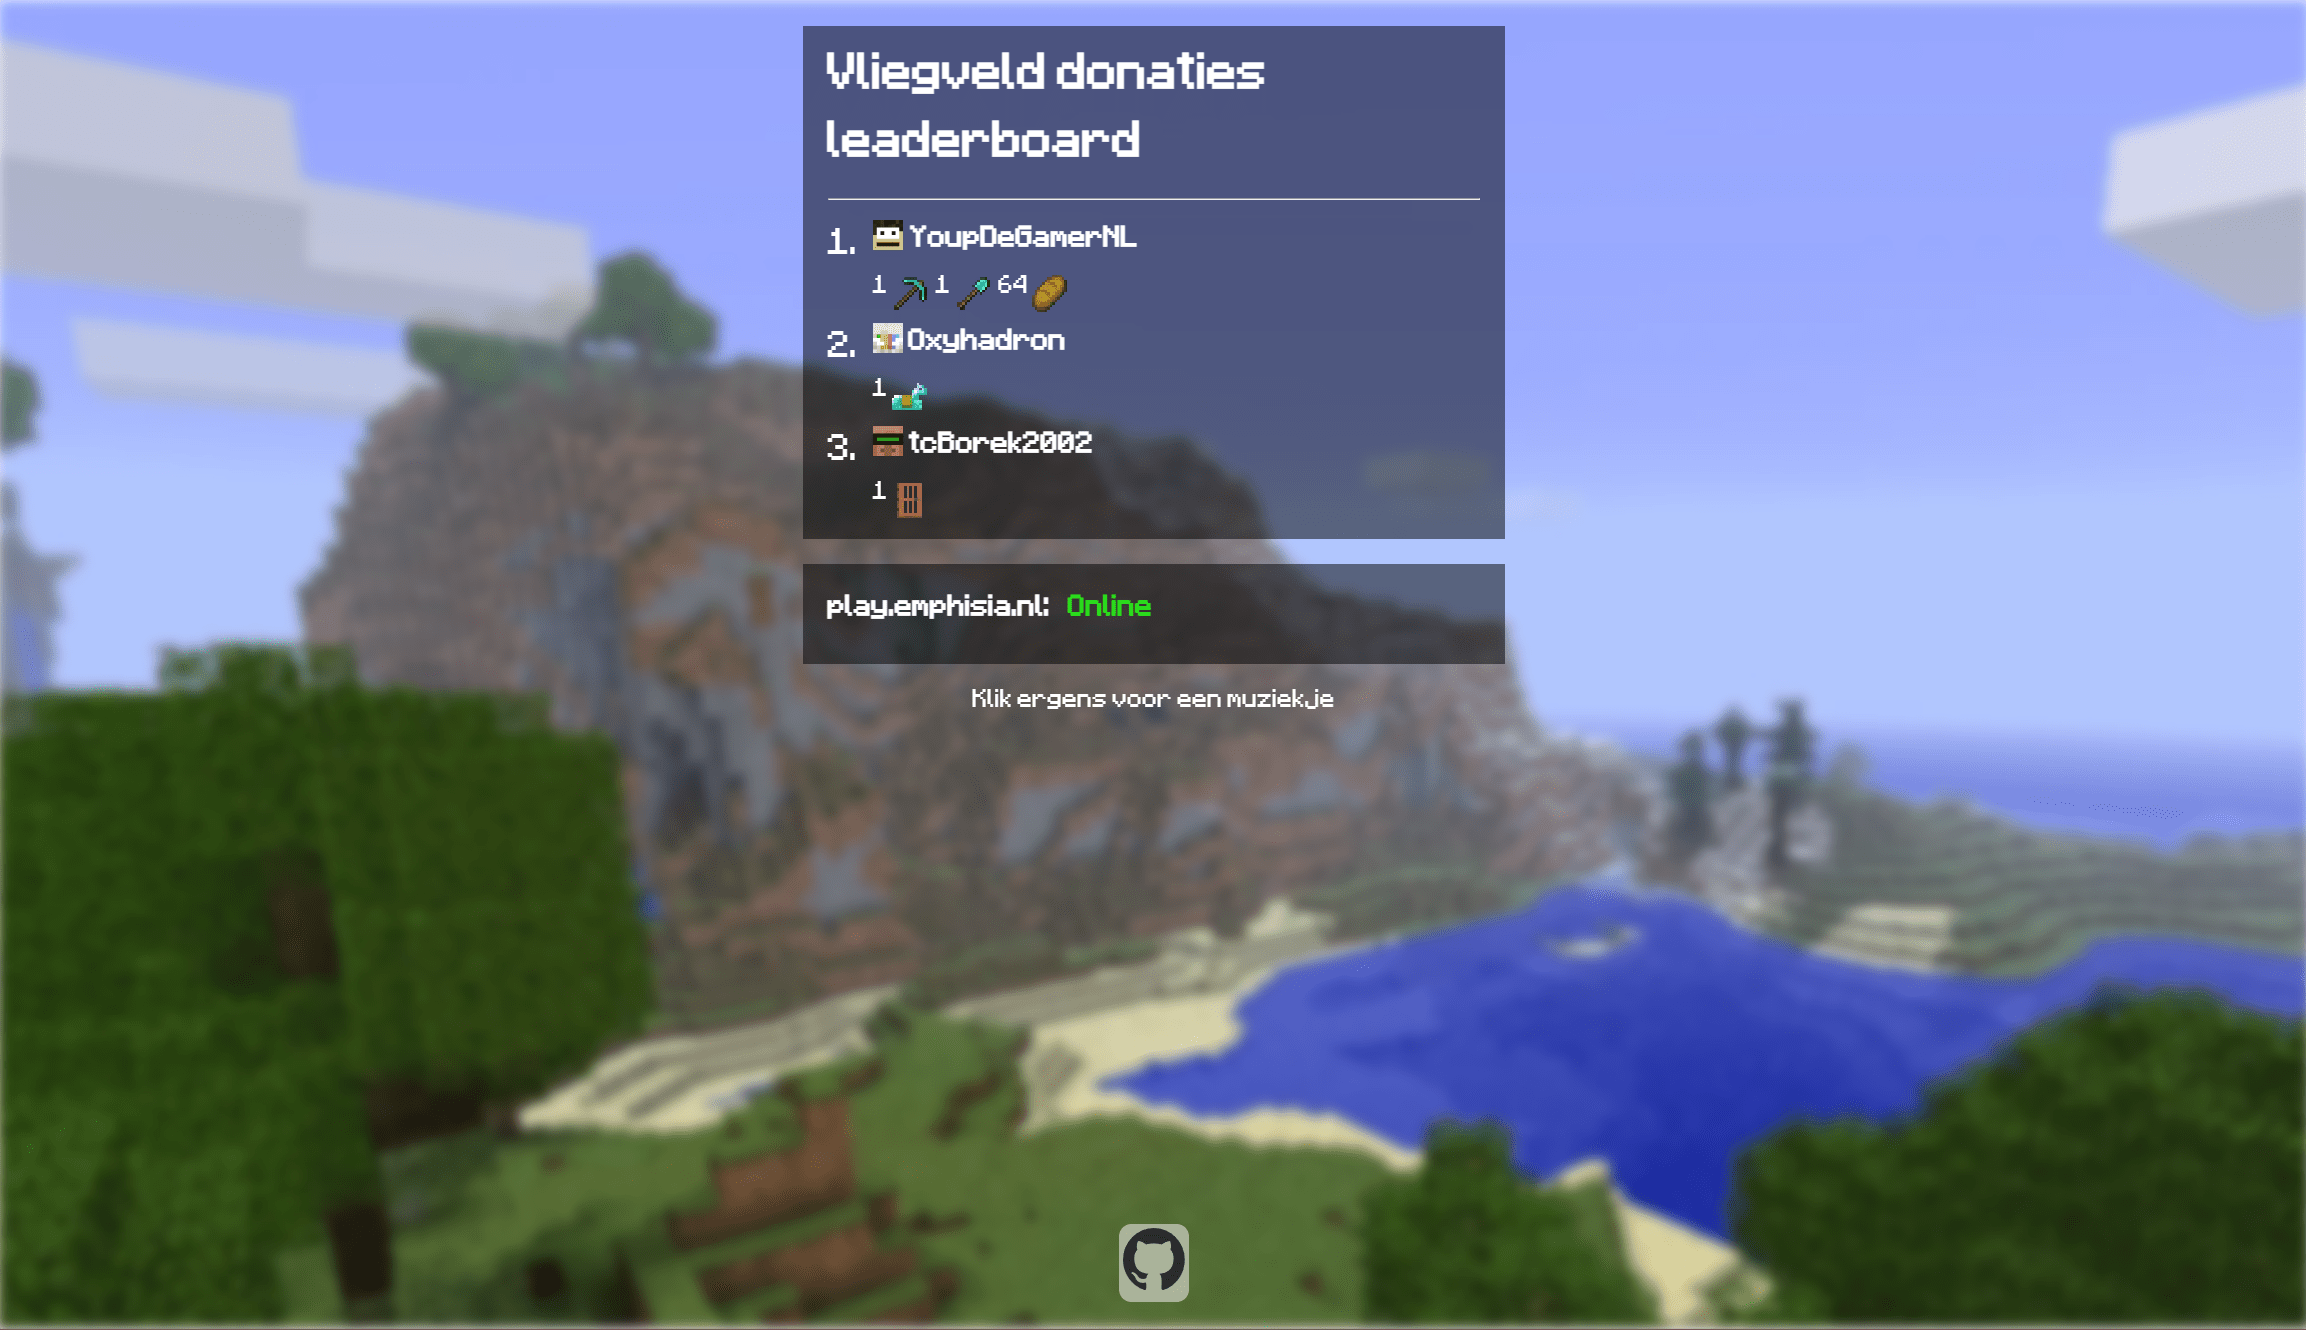 Vliegveld donaties
leaderboard
1. YoupDeGamerNL
1 1 64
2. Oxyhadron
1
3. tcBorek2002
1
play.emphisia.nl: Online
Klik ergens voor een muziekje